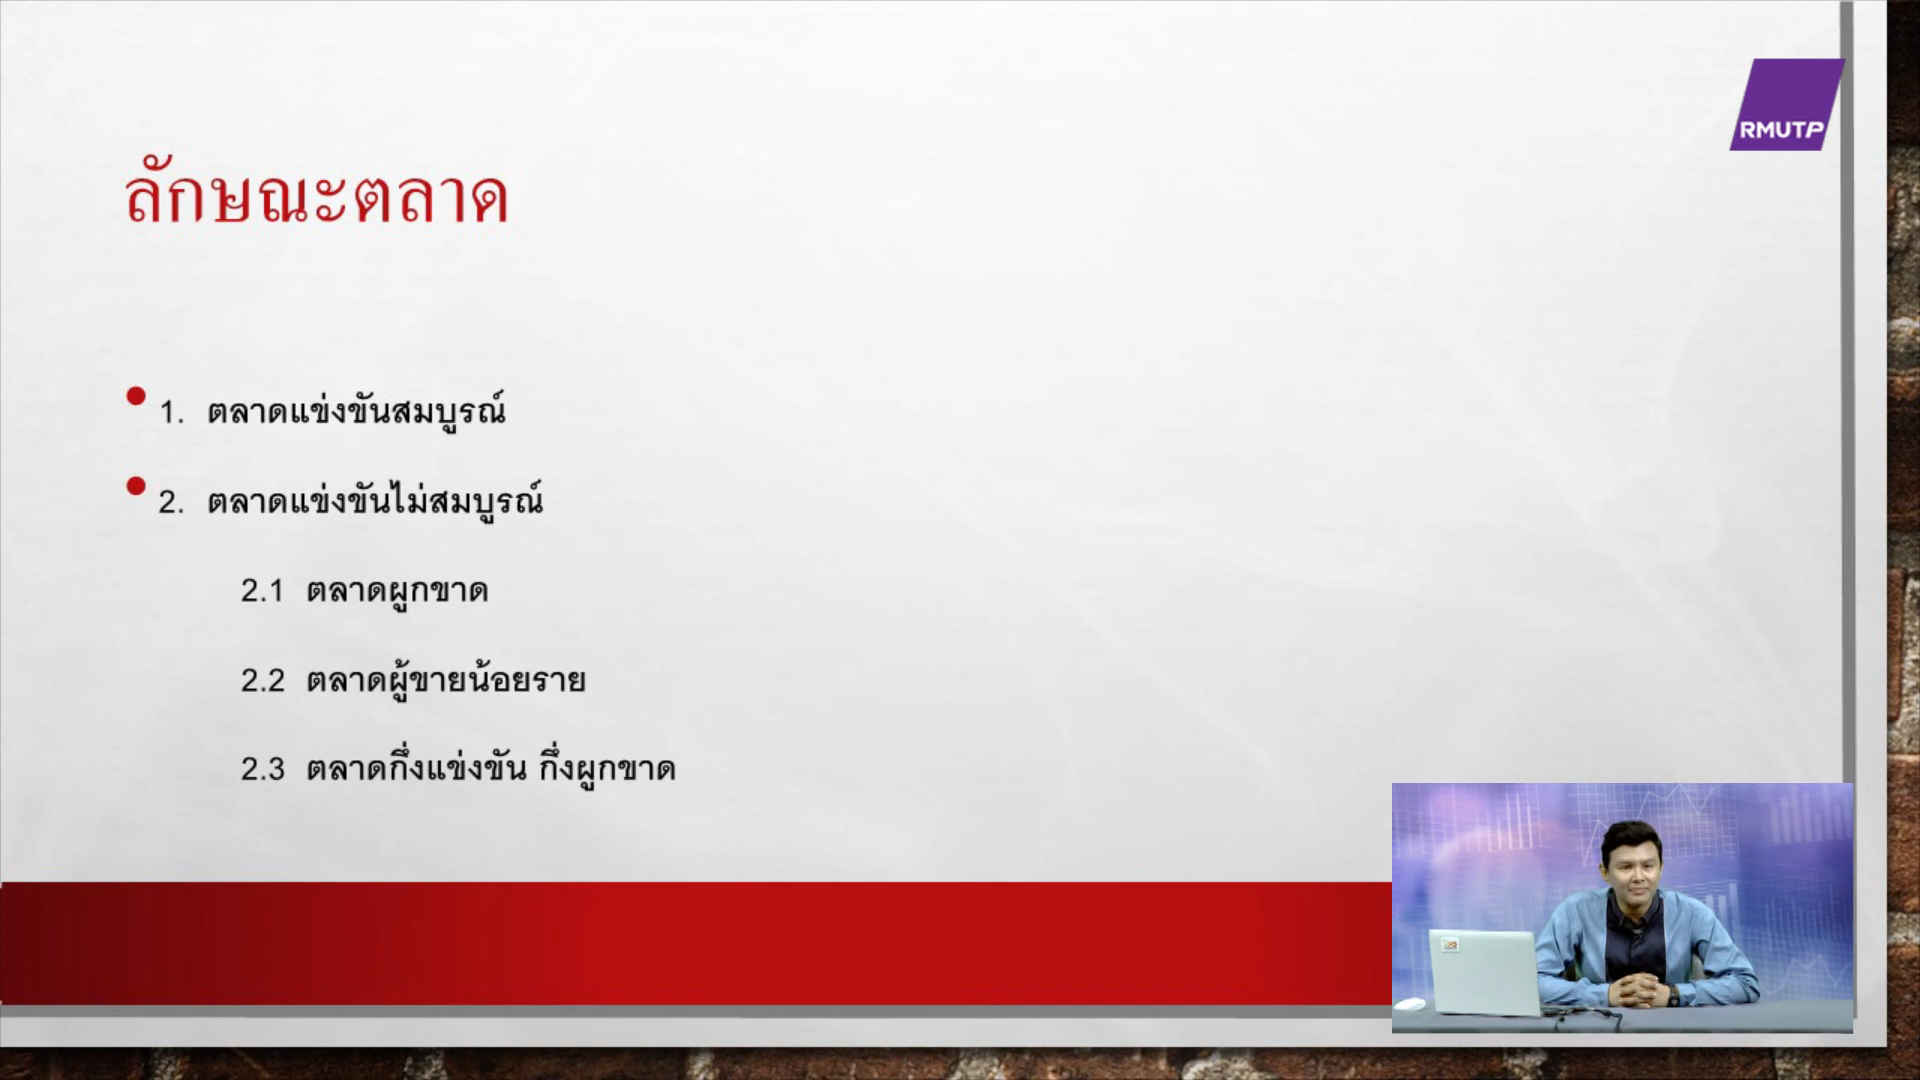 RMUTP
ลักษณะตลาด
1. ตลาดแข่งขันสมบูรณ์
2. ตลาดแข่งขันไม่สมบูรณ์
2.1 ตลาดผูกขาด
2.2 ตลาดผู้ขายน้อยราย
2.3 ตลาดกึ่งแข่งขัน กึ่งผูกขาด